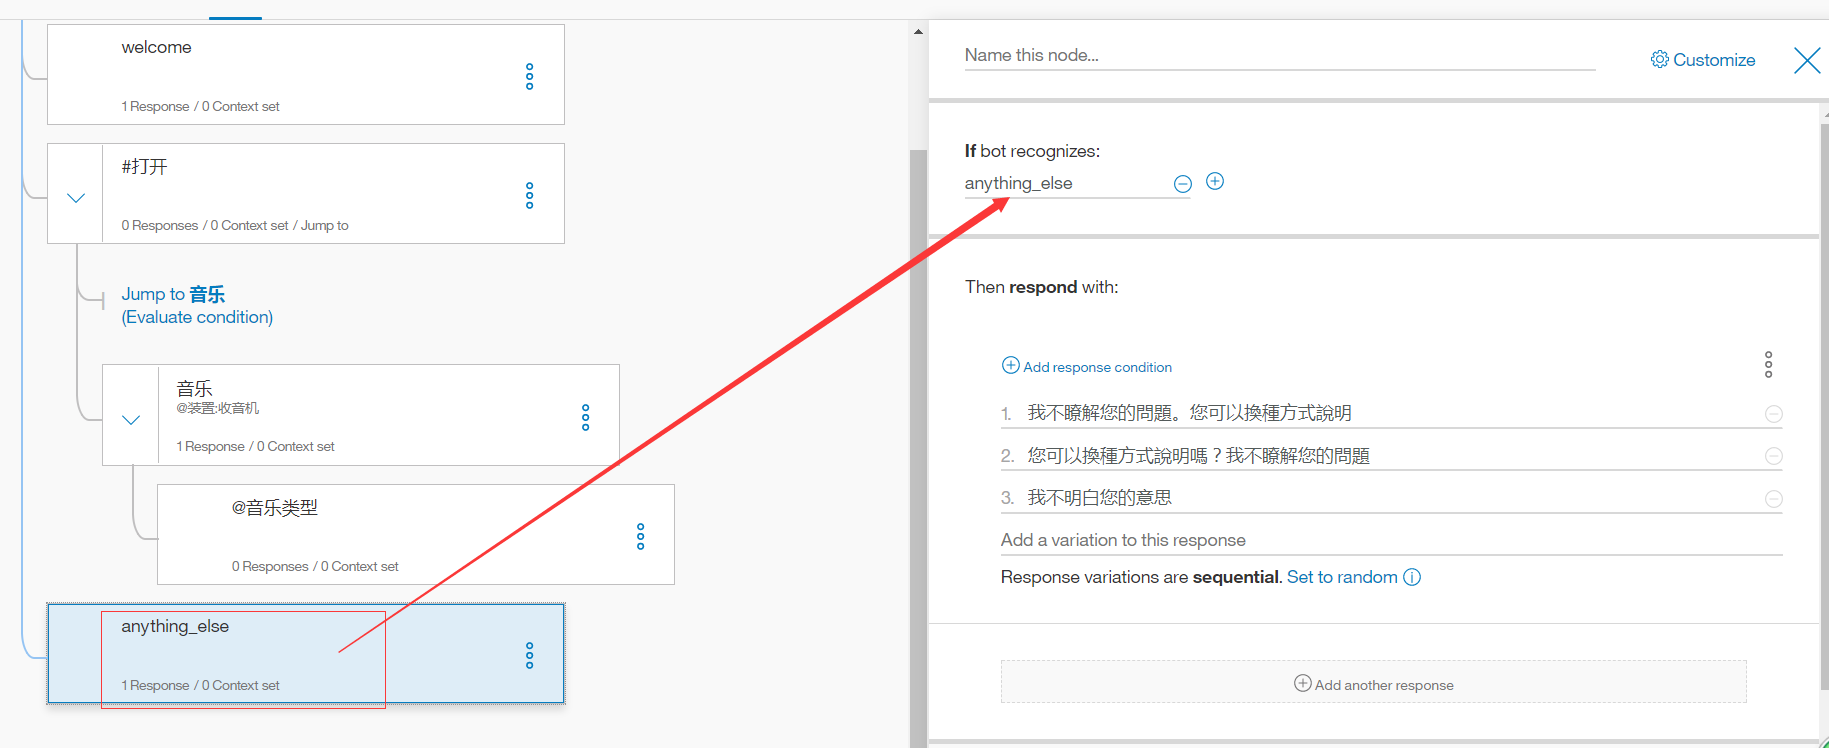 welcome
1 Response / 0 Context set
#打开
0 Responses / 0 Context set / Jump to
Jump to 音乐
(Evaluate condition)
音乐
@装置:收音机
1 Response / 0 Context set
@音乐类型
0 Responses / 0 Context set
anything_else
1 Response / 0 Context set
Name this node...
Customize
If bot recognizes:
anything_else
Then respond with:
Add response condition
1. 我不瞭解您的問題。您可以換種方式說明
2. 您可以換種方式說明嗎？我不瞭解您的問題
3. 我不明白您的意思
Add a variation to this response
Response variations are sequential. Set to random
Add another response